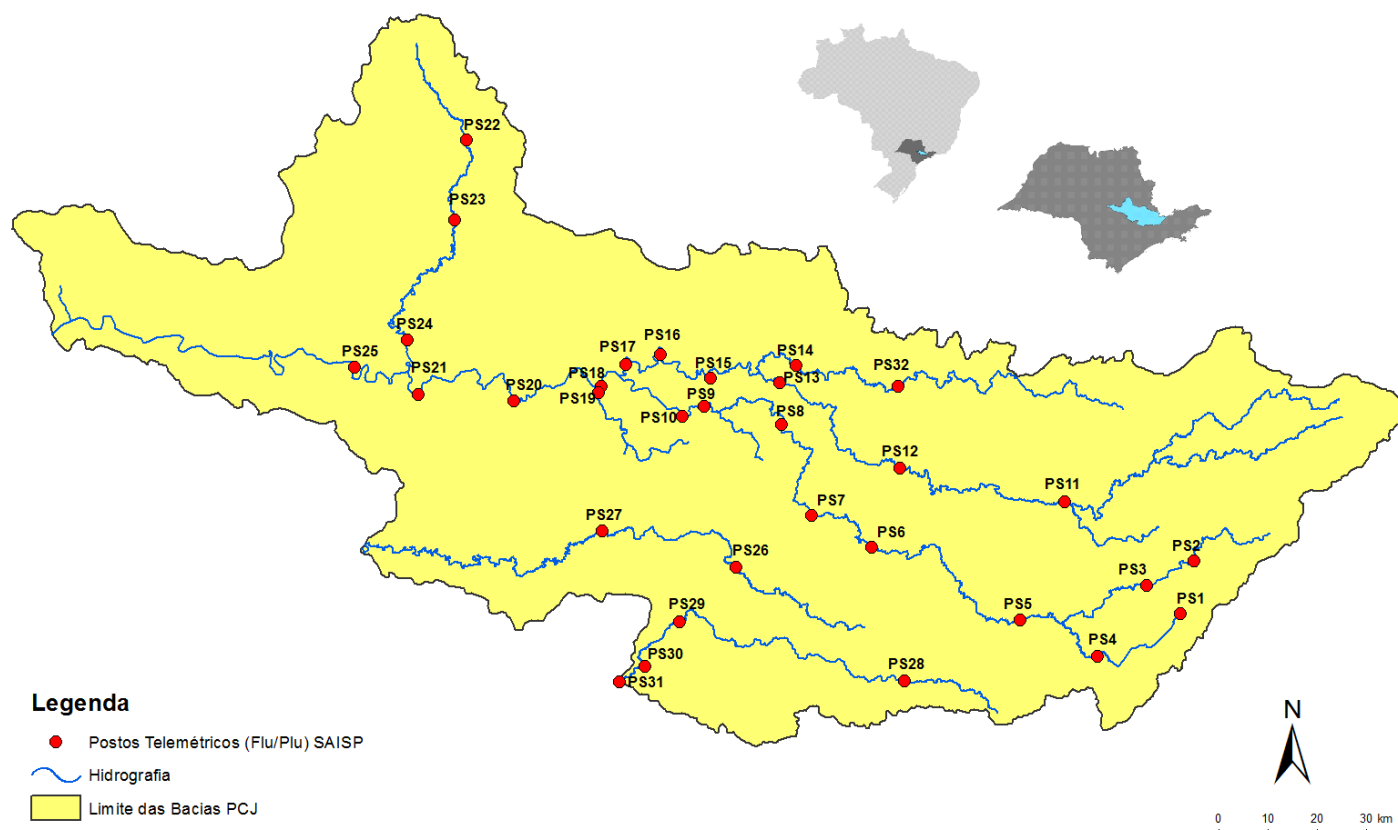 PS22
PS23
PS24
PS25
PS21
PS20
PS16
PS17
PS18
PS19
PS15
PS14
PS13
PS32
PS9
PS10
PS8
PS12
PS11
PS7
PS6
PS27
PS26
PS2
PS3
PS1
PS5
PS4
PS29
PS30
PS31
PS28
Legenda
Postos Telemétricos (Flu/Plu) SAISP
Hidrografia
Limite das Bacias PCJ
N
0 10 20 30 km